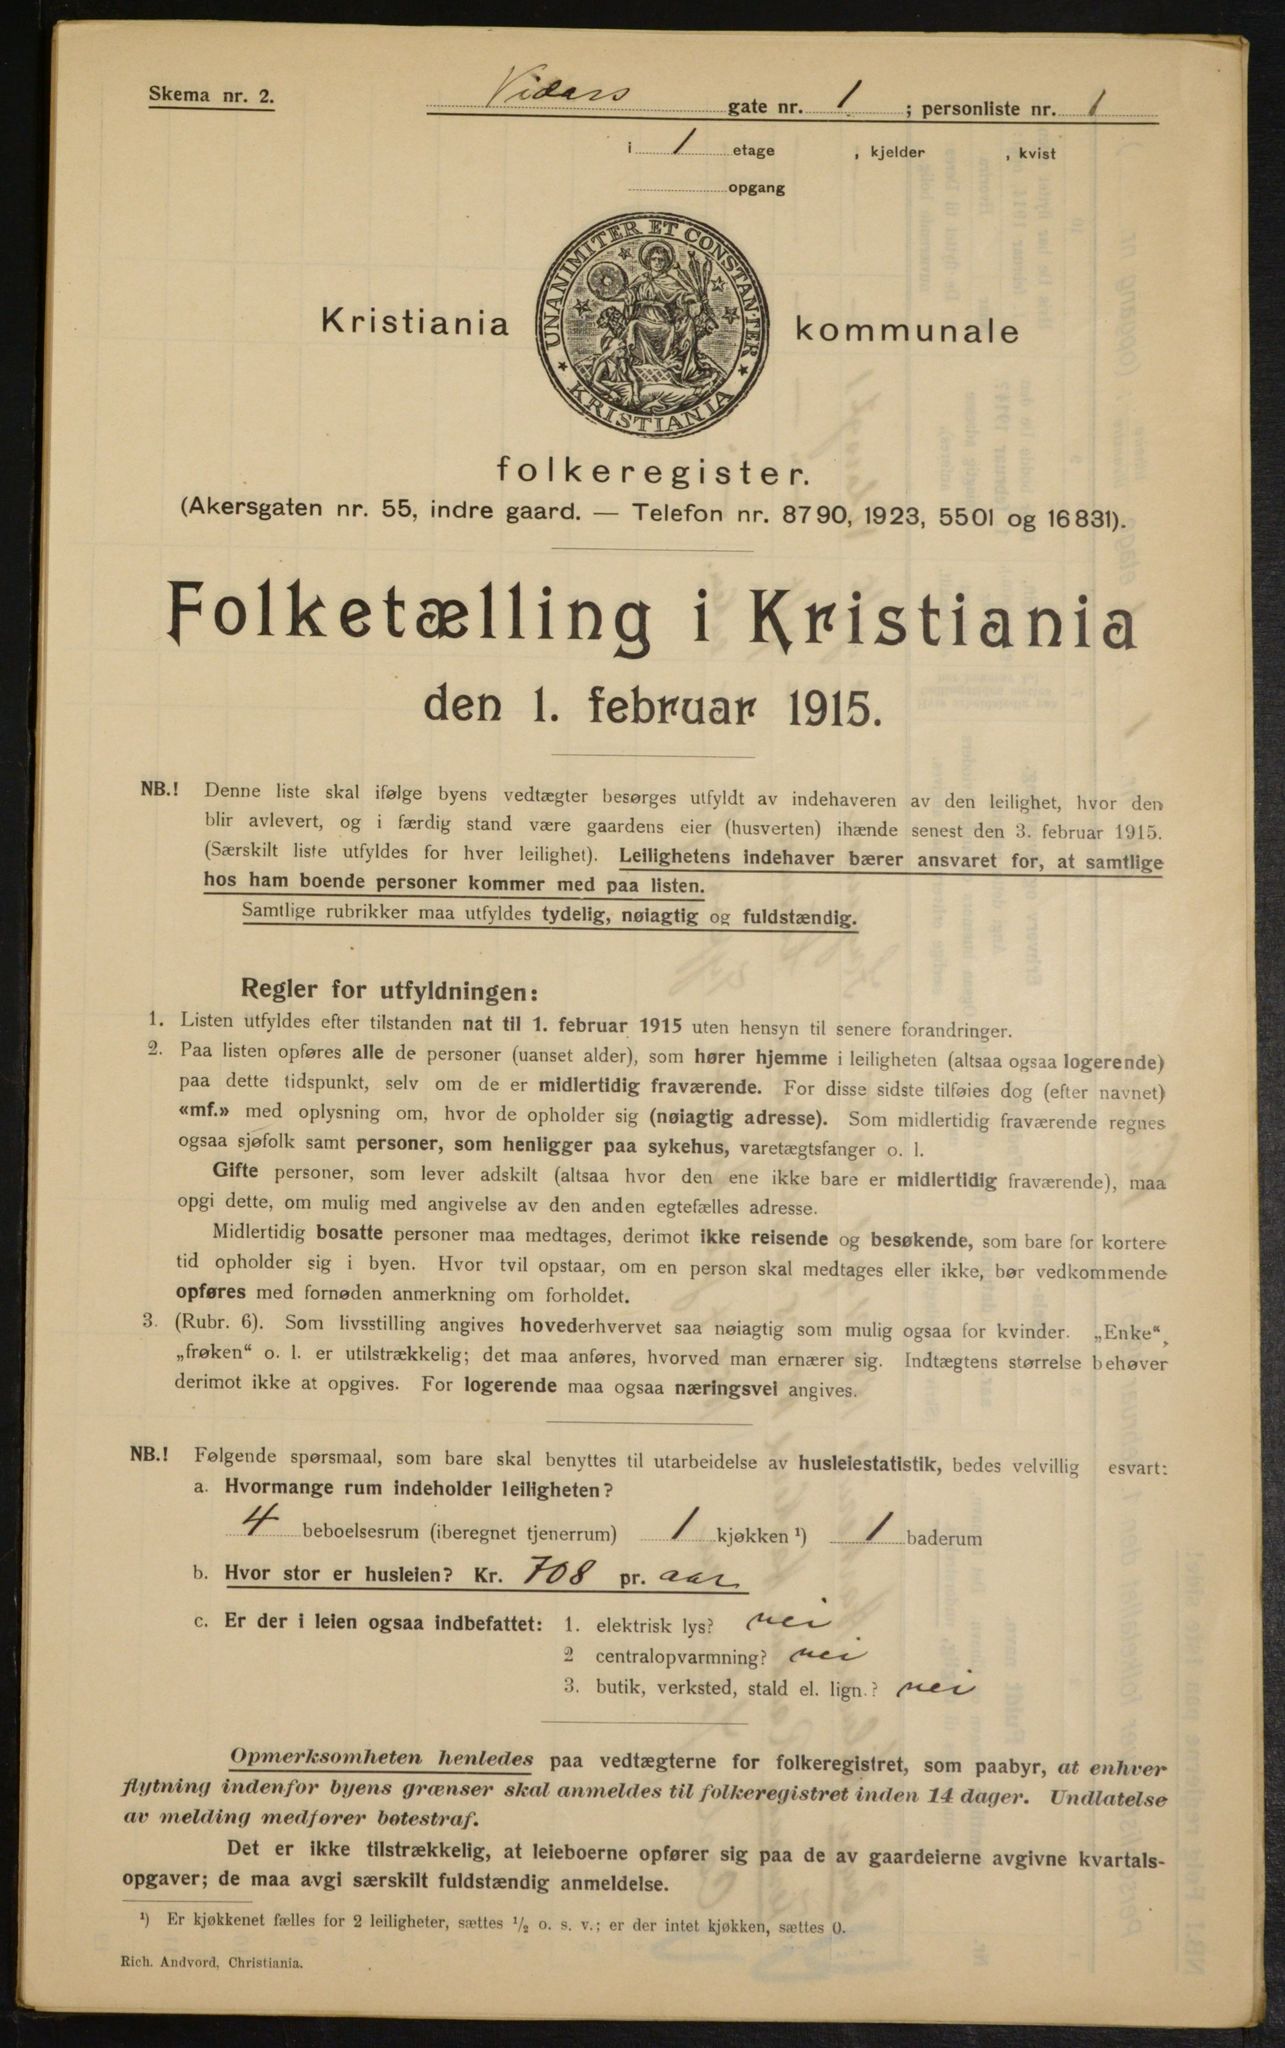 Skema nr. 2.
Vidars gate nr. 1 ; personliste nr. 1
i 1 etage , kjelder , kvist
opgang
UNANIMITER ET CONSTANTER
KRISTIANIA
Kristiania kommunale
folkeregister.
(Akersgaten nr. 55, indre gaard. — Telefon nr. 8790, 1923, 5501 og 16831).
Folketælling i Kristiania
den 1. februar 1915.
NB.! Denne liste skal ifølge byens vedtægter besørges utfyldt av indehaveren av den leilighet, hvor den
blir avlevert, og i færdig stand være gaardens eier (husverten) ihænde senest den 3. februar 1915.
(Særskilt liste utfyldes for hver leilighet). Leilighetens indehaver bærer ansvaret for, at samtlige
hos ham boende personer kommer med paa listen.
Samtlige rubrikker maa utfyldes tydelig, nøiagtig og fuldstændig.
Regler for utfyldningen:
1. Listen utfyldes efter tilstanden nat til 1. februar 1915 uten hensyn til senere forandringer.
2. Paa listen opføres alle de personer (uanset alder), som hører hjemme i leiligheten (altsaa ogsaa logerende)
paa dette tidspunkt, selv om de er midlertidig fraværende. For disse sidste tilføies dog (efter navnet)
«mf.» med oplysning om, hvor de opholder sig (nøiagtig adresse). Som midlertidig fraværende regnes
ogsaa sjøfolk samt personer, som henligger paa sykehus, varetægtsfanger o. l.
Gifte personer, som lever adskilt (altsaa hvor den ene ikke bare er midlertidig fraværende), maa
opgi dette, om mulig med angivelse av den anden egtefælles adresse.
Midlertidig bosatte personer maa medtages, derimot ikke reisende og besøkende, som bare for kortere
tid opholder sig i byen. Hvor tvil opstaar, om en person skal medtages eller ikke, bør vedkommende
opføres med fornøden anmerkning om forholdet.
3. (Rubr. 6). Som livsstilling angives hovederhvervet saa nøiagtig som mulig ogsaa for kvinder. „Enke“,
„frøken“ o. l. er utilstrækkelig; det maa anføres, hvorved man ernærer sig. Indtægtens størrelse behøver
derimot ikke at opgives. For logerende maa ogsaa næringsvei angives.
NB.! Følgende spørsmaal, som bare skal benyttes til utarbeidelse av husleiestatistik, bedes velvillig esvart:
a. Hvormange rum indeholder leiligheten?
4 beboelsesrum (iberegnet tjenerrum) 1 kjøkken ¹) 1 baderum
b. Hvor stor er husleien? Kr. 708 pr. aar
c. Er der i leien ogsaa indbefattet: 1. elektrisk lys? nei
2 centralopvarmning? nei
3. butik, verksted, stald el. lign.? nei
Opmerksomheten henledes paa vedtægterne for folkeregistret, som paabyr, at enhver
flytning indenfor byens grænser skal anmeldes til folkeregistret inden 14 dager. Undlatelse
av melding medfører bøtestraf.
Det er ikke tilstrækkelig, at leieboerne opfører sig paa de av gaardeierne avgivne kvartals-
opgaver; de maa avgi særskilt fuldstændig anmeldelse.
¹) Er kjøkkenet fælles for 2 leiligheter, sættes ½ o. s. v.; er der intet kjøkken, sættes 0.
Rich. Andvord, Christiania.